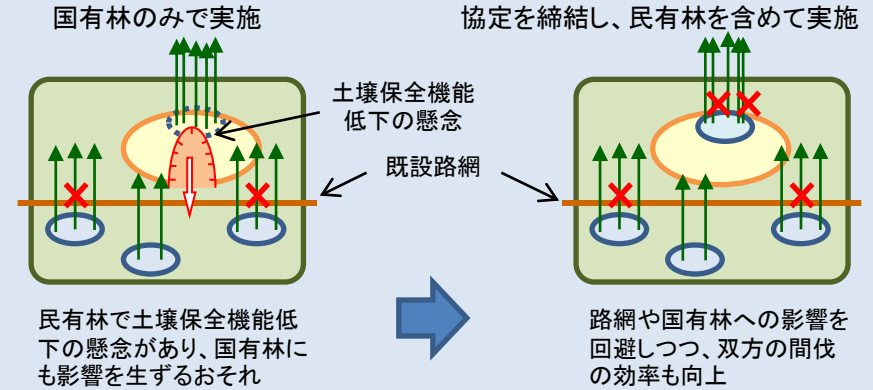 国有林のみで実施
協定を締結し、民有林を含めて実施
土壌保全機能
低下の懸念
既設路網
民有林で土壌保全機能低
下の懸念があり、国有林に
も影響を生ずるおそれ
路網や国有林への影響を
回避しつつ、双方の間伐
の効率も向上